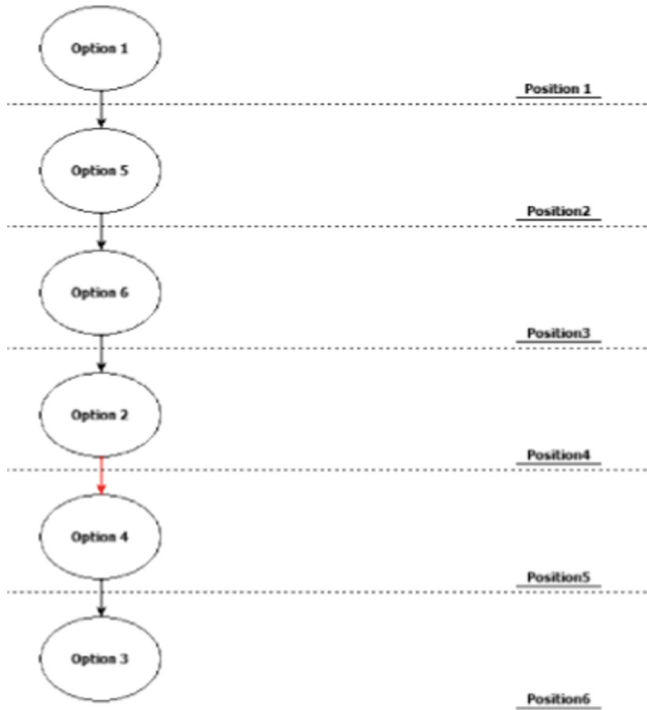 Option 1
Position 1
Option 5
Position2
Option 6
Position3
Option 2
Position4
Option 4
Position5
Option 3
Position6